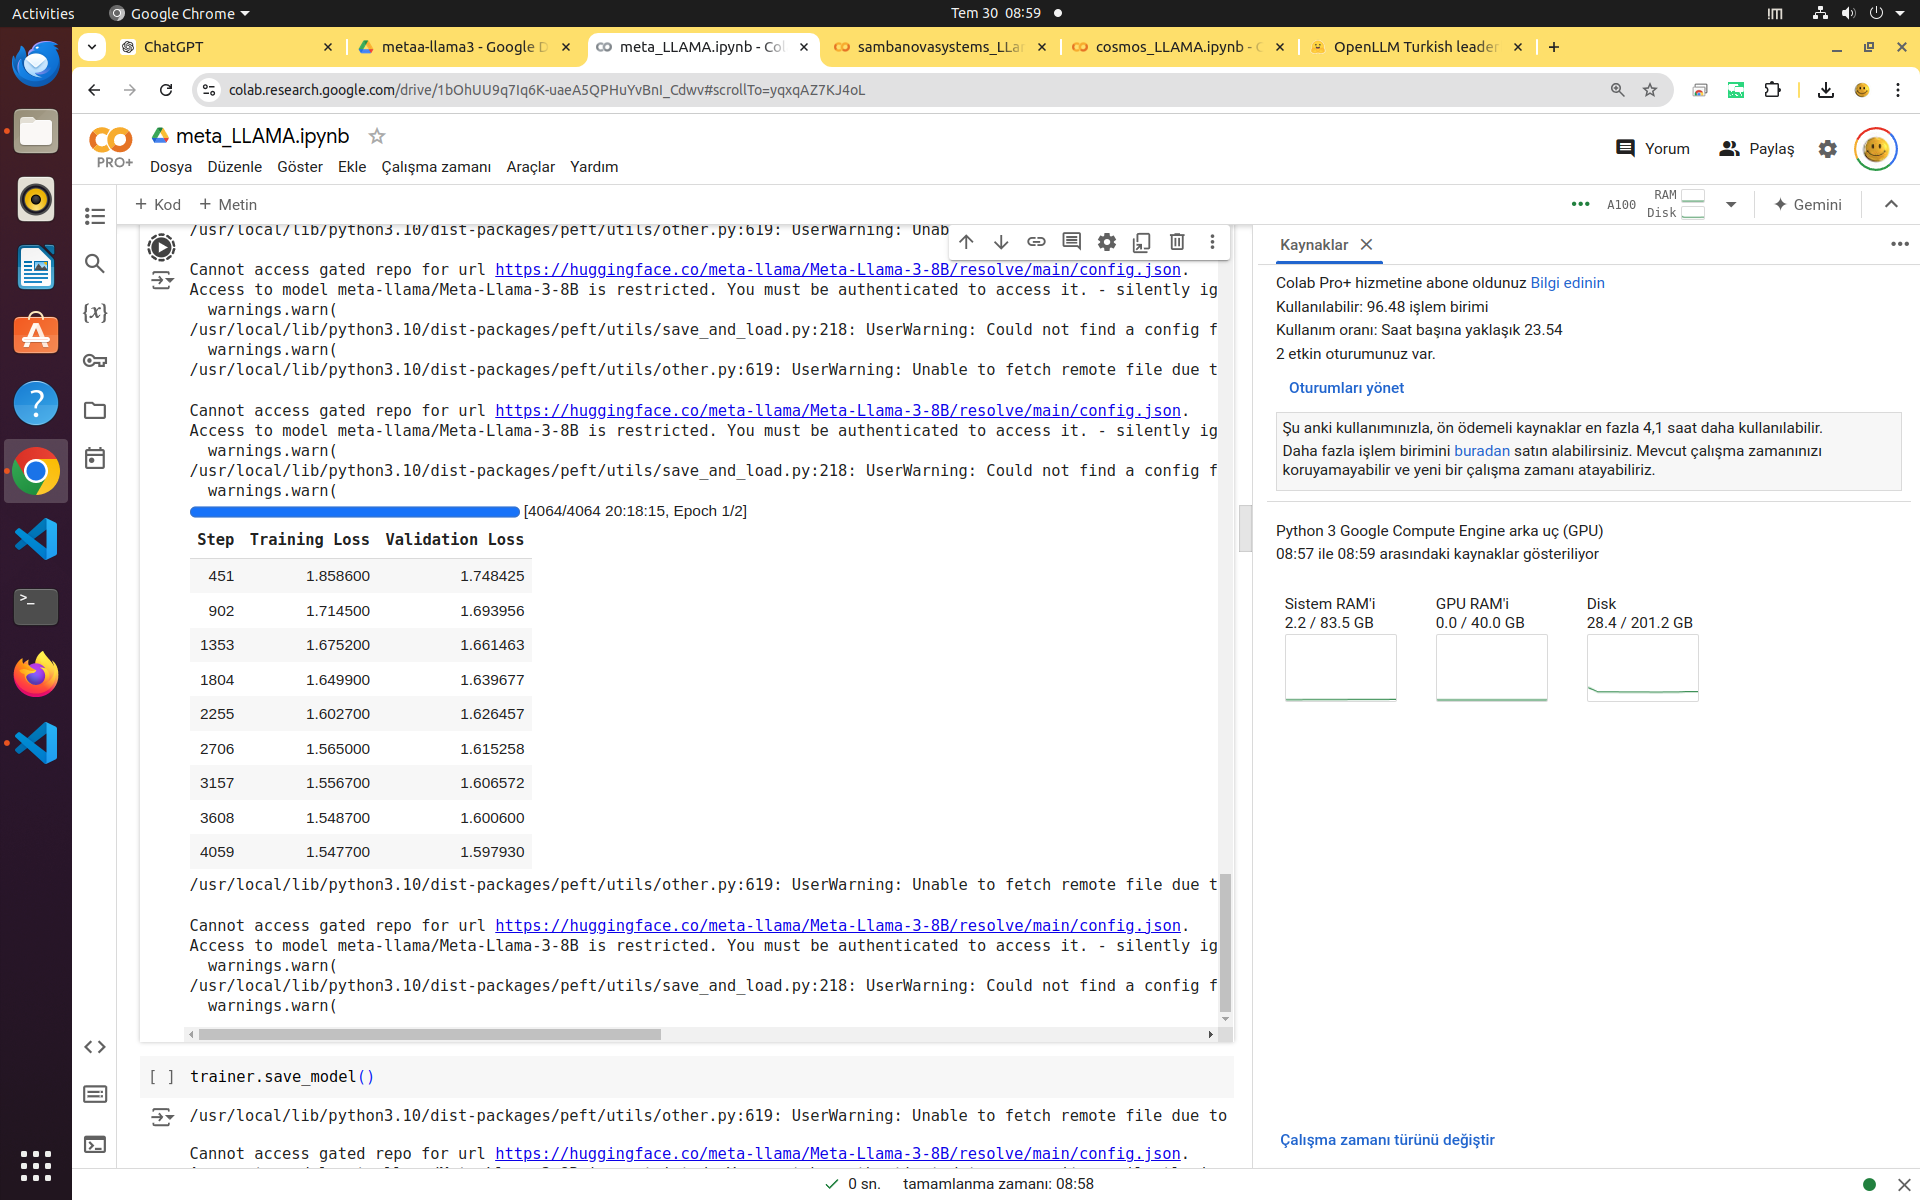 Activities
Google Chrome
Tem 30 08:59
ChatGPT
metaa-llama3 - Google D
meta_LLAMA.ipynb - Col
sambanovasystems_LLa
cosmos_LLAMA.ipynb - C
OpenLLM Turkish leader
colab.research.google.com/drive/1bOhUU9q7Iq6K-uaeA5QPHuYvBnI_Cdwv#scrollTo=yqxqAZ7KJ4oL
PRO+
meta_LLAMA.ipynb
Dosya Düzenle Göster Ekle Çalışma zamanı Araçlar Yardım
Yorum
Paylaş
+ Kod + Metin
A100
RAM
Disk
Gemini
/usr/local/lib/python3.10/dist-packages/peft/utils/other.py:619: UserWarning: Unab
Cannot access gated repo for url https://huggingface.co/meta-llama/Meta-Llama-3-8B/resolve/main/config.json.
Access to model meta-llama/Meta-Llama-3-8B is restricted. You must be authenticated to access it. - silently ig
warnings.warn(
/usr/local/lib/python3.10/dist-packages/peft/utils/save_and_load.py:218: UserWarning: Could not find a config f
warnings.warn(
/usr/local/lib/python3.10/dist-packages/peft/utils/other.py:619: UserWarning: Unable to fetch remote file due t
Cannot access gated repo for url https://huggingface.co/meta-llama/Meta-Llama-3-8B/resolve/main/config.json.
Access to model meta-llama/Meta-Llama-3-8B is restricted. You must be authenticated to access it. - silently ig
warnings.warn(
/usr/local/lib/python3.10/dist-packages/peft/utils/save_and_load.py:218: UserWarning: Could not find a config f
warnings.warn(
[4064/4064 20:18:15, Epoch 1/2]
Step Training Loss Validation Loss
451 1.858600 1.748425
902 1.714500 1.693956
1353 1.675200 1.661463
1804 1.649900 1.639677
2255 1.602700 1.626457
2706 1.565000 1.615258
3157 1.556700 1.606572
3608 1.548700 1.600600
4059 1.547700 1.597930
/usr/local/lib/python3.10/dist-packages/peft/utils/other.py:619: UserWarning: Unable to fetch remote file due t
Cannot access gated repo for url https://huggingface.co/meta-llama/Meta-Llama-3-8B/resolve/main/config.json.
Access to model meta-llama/Meta-Llama-3-8B is restricted. You must be authenticated to access it. - silently ig
warnings.warn(
/usr/local/lib/python3.10/dist-packages/peft/utils/save_and_load.py:218: UserWarning: Could not find a config f
warnings.warn(
[ ] trainer.save_model()
/usr/local/lib/python3.10/dist-packages/peft/utils/other.py:619: UserWarning: Unable to fetch remote file due to
Cannot access gated repo for url https://huggingface.co/meta-llama/Meta-Llama-3-8B/resolve/main/config.json.
Kaynaklar
Colab Pro+ hizmetine abone oldunuz Bilgi edinin
Kullanılabilir: 96.48 işlem birimi
Kullanım oranı: Saat başına yaklaşık 23.54
2 etkin oturumunuz var.
Oturumları yönet
Şu anki kullanımınızla, ön ödemeli kaynaklar en fazla 4,1 saat daha kullanılabilir.
Daha fazla işlem birimini buradan satın alabilirsiniz. Mevcut çalışma zamanınızı
koruyamayabilir ve yeni bir çalışma zamanı atayabiliriz.
Python 3 Google Compute Engine arka uç (GPU)
08:57 ile 08:59 arasındaki kaynaklar gösteriliyor
Sistem RAM'i
2.2 / 83.5 GB
GPU RAM'i
0.0 / 40.0 GB
Disk
28.4 / 201.2 GB
Çalışma zamanı türünü değiştir
0 sn. tamamlanma zamanı: 08:58